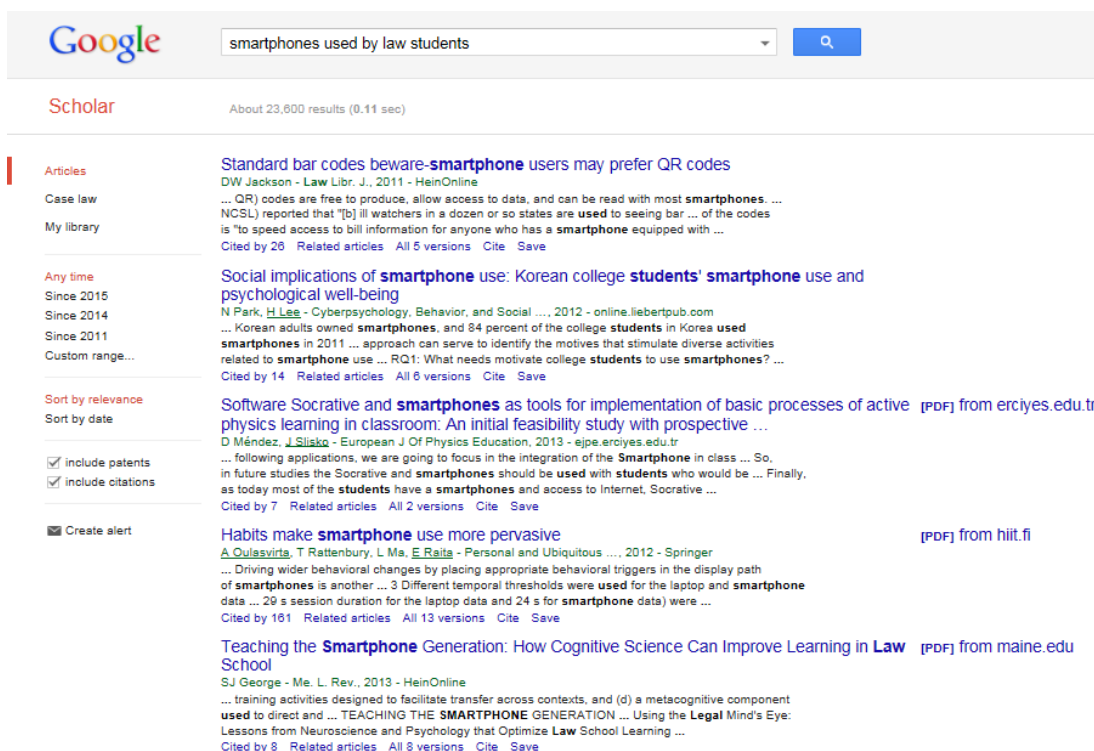 Google
smartphones used by law students
Scholar
About 23,600 results (0.11 sec)
Articles
Case law
My library
Any time
Since 2015
Since 2014
Since 2011
Custom range...
Sort by relevance
Sort by date
include patents
include citations
Create alert
Standard bar codes beware-smartphone users may prefer QR codes
DW Jackson - Law Libr. J., 2011 - HeinOnline
... QR) codes are free to produce, allow access to data, and can be read with most smartphones. ...
NCSL) reported that "[b] ill watchers in a dozen or so states are used to seeing bar ... of the codes
is "to speed access to bill information for anyone who has a smartphone equipped with ...
Cited by 26 Related articles All 5 versions Cite Save
Social implications of smartphone use: Korean college students' smartphone use and
psychological well-being
N Park, H Lee - Cyberpsychology, Behavior, and Social ..., 2012 - online.liebertpub.com
... Korean adults owned smartphones, and 84 percent of the college students in Korea used
smartphones in 2011 ... approach can serve to identify the motives that stimulate diverse activities
related to smartphone use ... RQ1: What needs motivate college students to use smartphones? ...
Cited by 14 Related articles All 6 versions Cite Save
Software Socrative and smartphones as tools for implementation of basic processes of active
physics learning in classroom: An initial feasibility study with prospective ...
[PDF] from erciyes.edu.tr
D Méndez, J Slisko - European J Of Physics Education, 2013 - ejpe.erciyes.edu.tr
... following applications, we are going to focus in the integration of the Smartphone in class ... So,
in future studies the Socrative and smartphones should be used with students who would be ... Finally,
as today most of the students have a smartphones and access to Internet, Socrative ...
Cited by 7 Related articles All 2 versions Cite Save
Habits make smartphone use more pervasive
[PDF] from hiit.fi
A Oulasvirta, T Rattenbury, L Ma, E Raita - Personal and Ubiquitous ..., 2012 - Springer
... Driving wider behavioral changes by placing appropriate behavioral triggers in the display path
of smartphones is another ... 3 Different temporal thresholds were used for the laptop and smartphone
data ... 29 s session duration for the laptop data and 24 s for smartphone data) were ...
Cited by 161 Related articles All 13 versions Cite Save
Teaching the Smartphone Generation: How Cognitive Science Can Improve Learning in Law
School
[PDF] from maine.edu
SJ George - Me. L. Rev., 2013 - HeinOnline
... training activities designed to facilitate transfer across contexts, and (d) a metacognitive component
used to direct and ... TEACHING THE SMARTPHONE GENERATION ... Using the Legal Mind's Eye:
Lessons from Neuroscience and Psychology that Optimize Law School Learning ...
Cited by 8 Related articles All 8 versions Cite Save